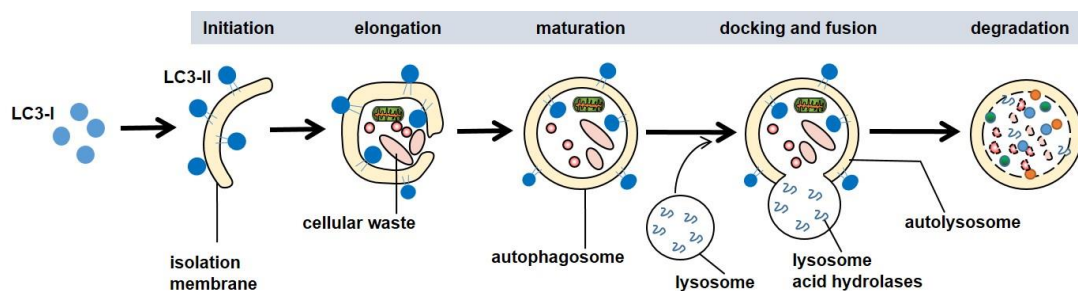 Initiation
elongation
maturation
docking and fusion
degradation
LC3-II
LC3-I
cellular waste
isolation
membrane
autophagosome
lysosome
lysosome
acid hydrolases
autolysosome